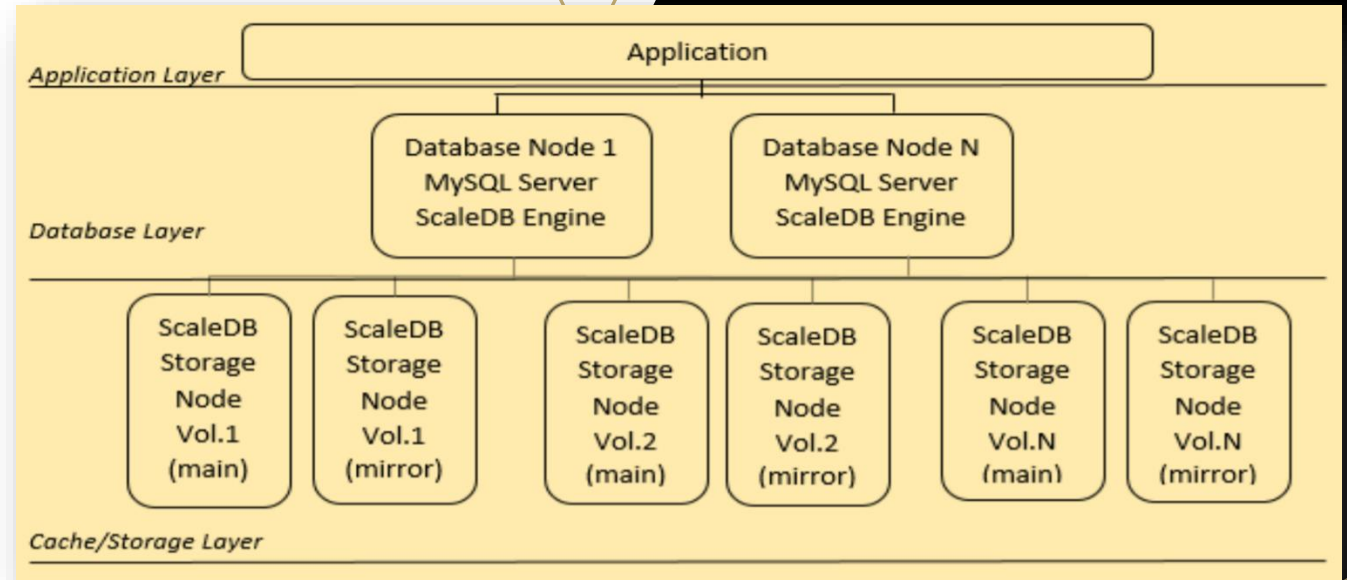 Application
Application Layer
Database Node 1
MySQL Server
ScaleDB Engine
Database Node N
MySQL Server
ScaleDB Engine
Database Layer
ScaleDB
Storage
Node
Vol.1
(main)
ScaleDB
Storage
Node
Vol.1
(mirror)
ScaleDB
Storage
Node
Vol.2
(main)
ScaleDB
Storage
Node
Vol.2
(mirror)
ScaleDB
Storage
Node
Vol.N
(main)
ScaleDB
Storage
Node
Vol.N
(mirror)
Cache/Storage Layer